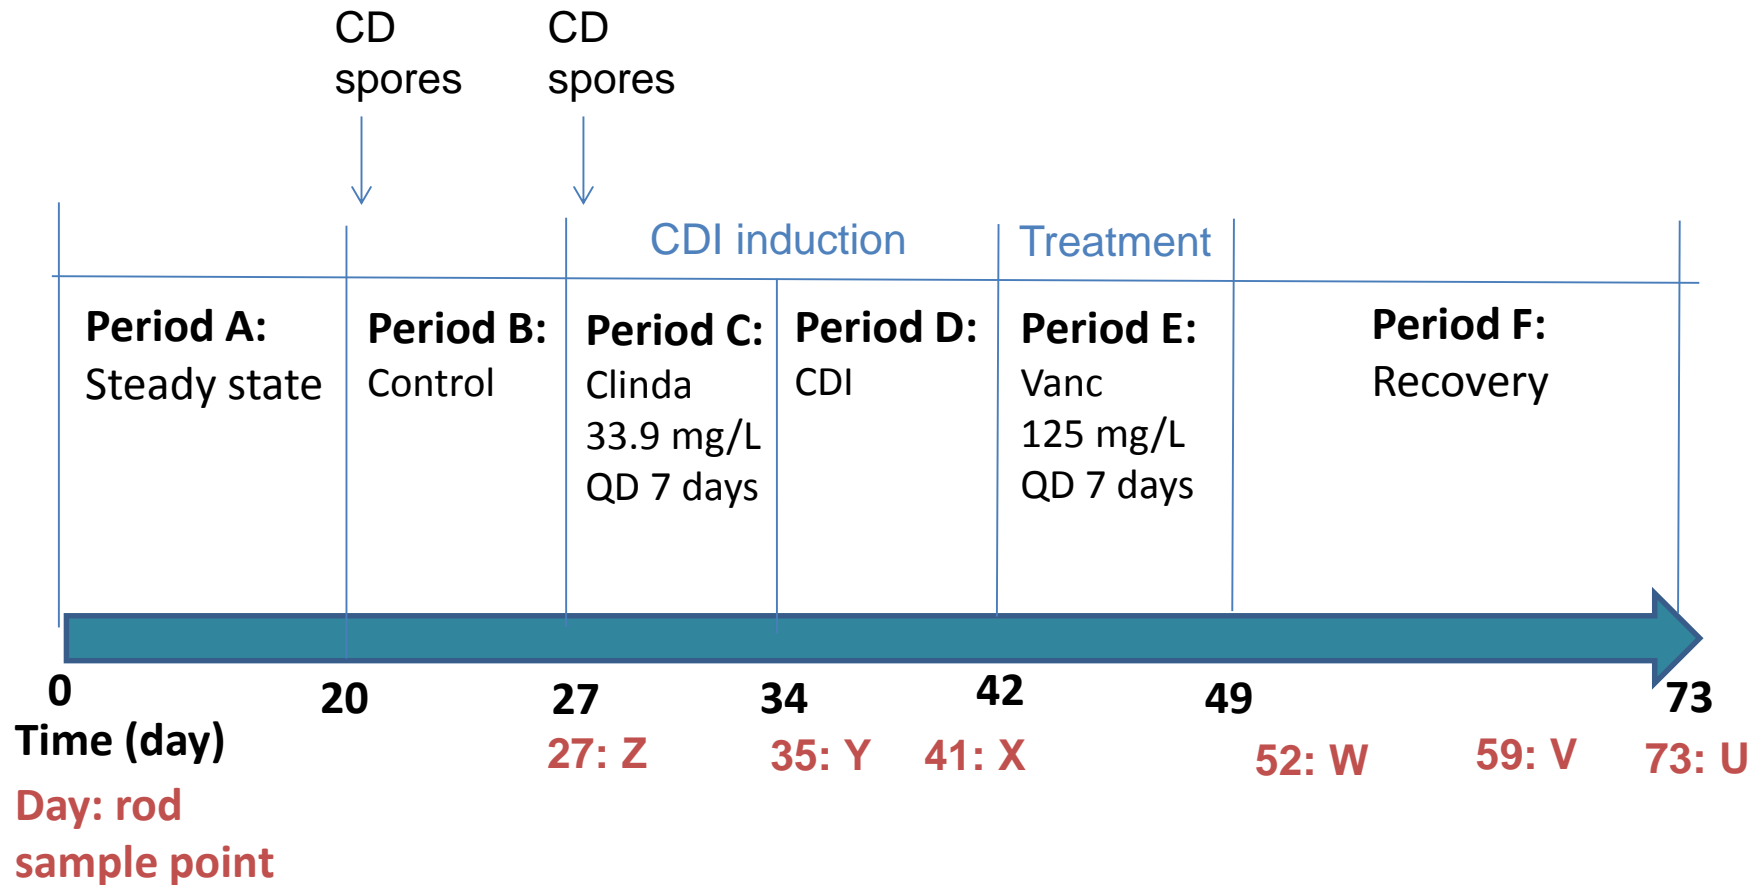 CD
spores
CD
spores
CDI induction
Treatment
Period A:
Steady state
Period B:
Control
Period C:
Clinda
33.9 mg/L
QD 7 days
Period D:
CDI
Period E:
Vanc
125 mg/L
QD 7 days
Period F:
Recovery
0
20
27
34
42
49
73
Time (day)
27: Z
35: Y
41: X
52: W
59: V
73: U
Day: rod
sample point